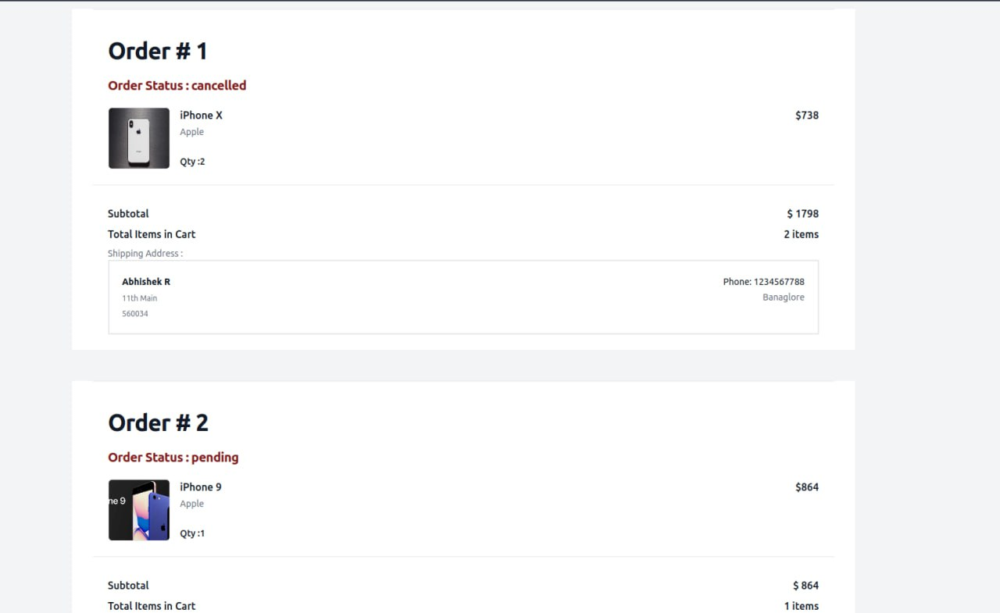 Order # 1
Order Status : cancelled
iPhone X $738
Apple
Qty :2
Subtotal $ 1798
Total Items in Cart 2 items
Shipping Address :
Abhishek R Phone: 1234567788
11th Main Banaglore
560034
Order # 2
Order Status : pending
ne 9
iPhone 9 $864
Apple
Qty :1
Subtotal $ 864
Total Items in Cart 1 items